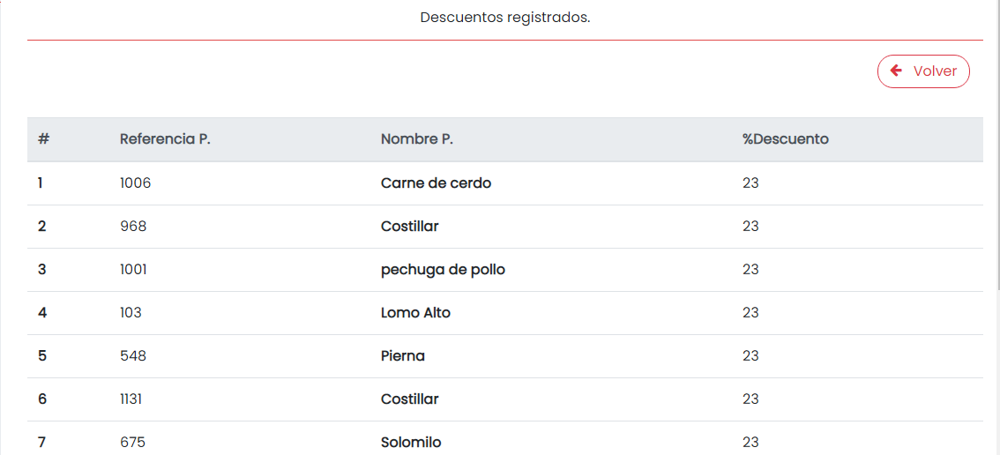 Descuentos registrados.
Volver
# Referencia P. Nombre P. %Descuento
1 1006 Carne de cerdo 23
2 968 Costillar 23
3 1001 pechuga de pollo 23
4 103 Lomo Alto 23
5 548 Pierna 23
6 1131 Costillar 23
7 675 Solomilo 23